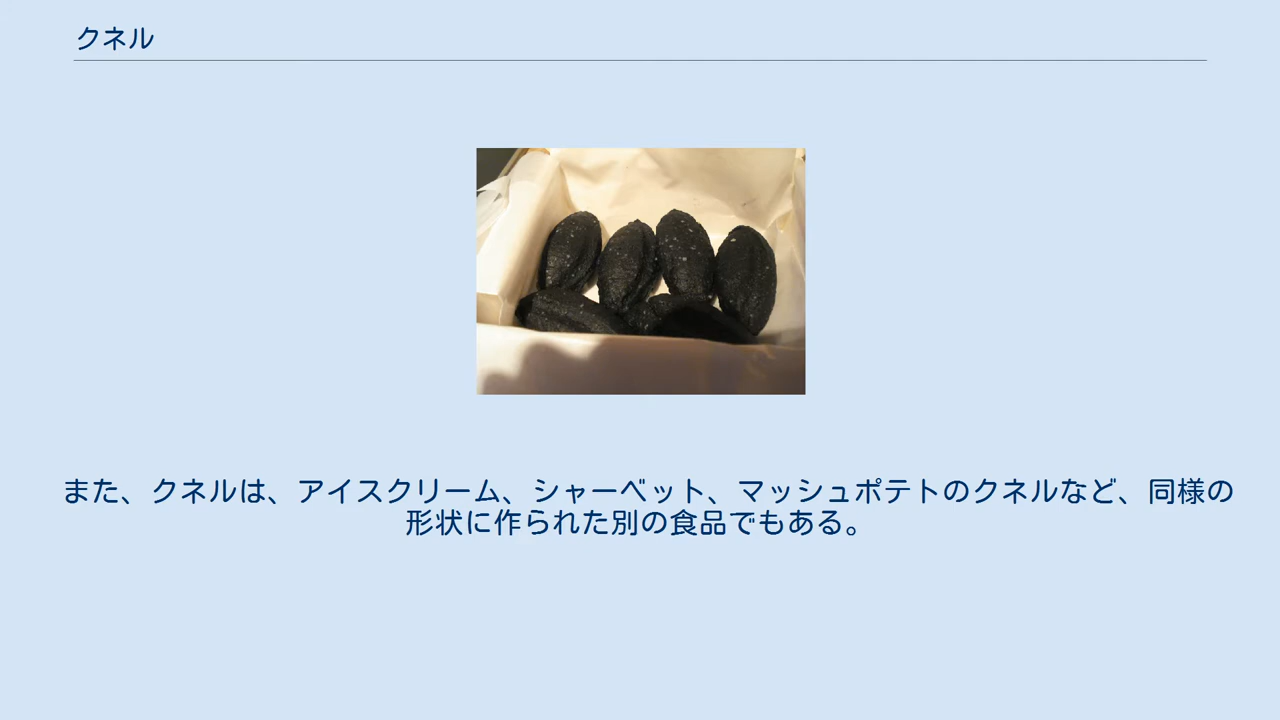 クネル
また、クネルは、アイスクリーム、シャーベット、マッシュポテトのクネルなど、同様の
形状に作られた別の食品でもある。